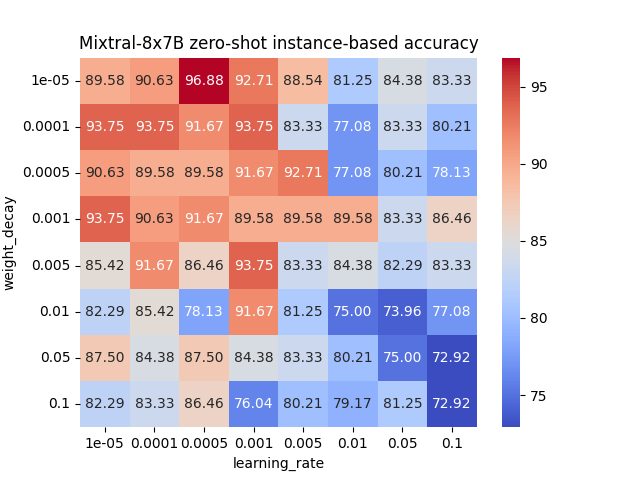 Mixtral-8x7B zero-shot instance-based accuracy
1e-05 89.58 90.63 96.88 92.71 88.54 81.25 84.38 83.33
0.0001 93.75 93.75 91.67 93.75 83.33 77.08 83.33 80.21
0.0005 90.63 89.58 89.58 91.67 92.71 77.08 80.21 78.13
0.001 93.75 90.63 91.67 89.58 89.58 89.58 83.33 86.46
0.005 85.42 91.67 86.46 93.75 83.33 84.38 82.29 83.33
0.01 82.29 85.42 78.13 91.67 81.25 75.00 73.96 77.08
0.05 87.50 84.38 87.50 84.38 83.33 80.21 75.00 72.92
0.1 82.29 83.33 86.46 76.04 80.21 79.17 81.25 72.92
1e-05 0.0001 0.0005 0.001 0.005 0.01 0.05 0.1
learning_rate
weight_decay
95
90
85
80
75